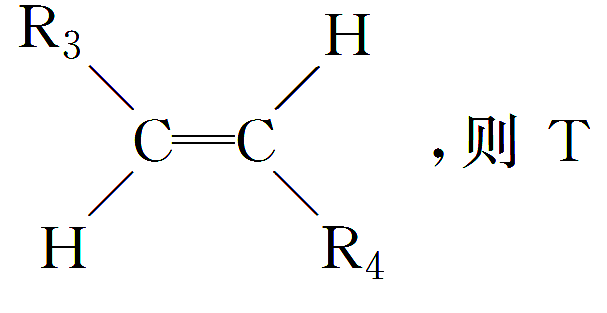 R₃ H
C=C ,则 T
H R₄